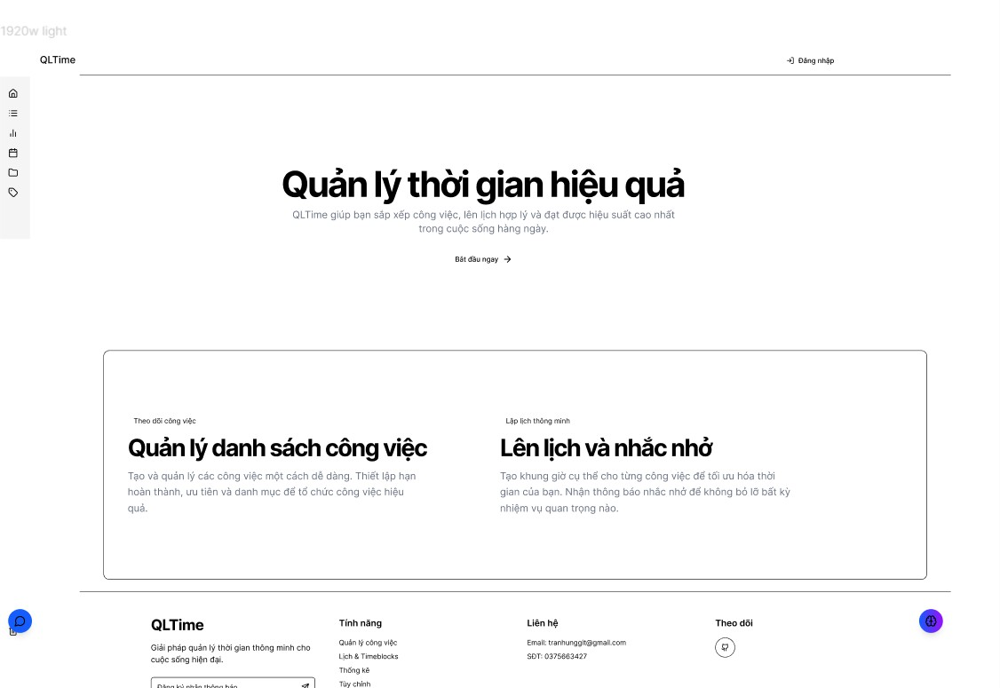 1920w light
QLTime
Đăng nhập
Quản lý thời gian hiệu quả
QLTime giúp bạn sắp xếp công việc, lên lịch hợp lý và đạt được hiệu suất cao nhất
trong cuộc sống hàng ngày.
Bắt đầu ngay
Theo dõi công việc
Quản lý danh sách công việc
Tạo và quản lý các công việc một cách dễ dàng. Thiết lập hạn
hoàn thành, ưu tiên và danh mục để tổ chức công việc hiệu
quả.
Lập lịch thông minh
Lên lịch và nhắc nhở
Tạo khung giờ cụ thể cho từng công việc để tối ưu hóa thời
gian của bạn. Nhận thông báo nhắc nhở để không bỏ lỡ bất kỳ
nhiệm vụ quan trọng nào.
QLTime
Giải pháp quản lý thời gian thông minh cho
cuộc sống hiện đại.
Đăng ký nhận thông báo
Tính năng
Quản lý công việc
Lịch & Timeblocks
Thống kê
Tùy chỉnh
Liên hệ
Email: tranhunggit@gmail.com
SĐT: 0375663427
Theo dõi